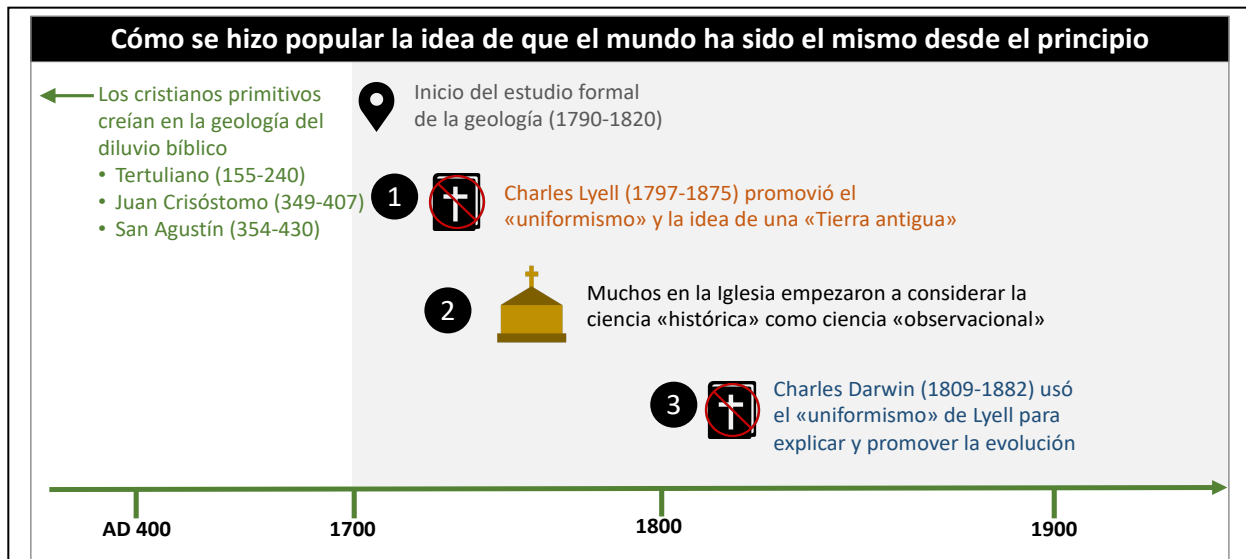 Cómo se hizo popular la idea de que el mundo ha sido el mismo desde el principio
Los cristianos primitivos
creían en la geología del
diluvio bíblico
• Tertuliano (155-240)
• Juan Crisóstomo (349-407)
• San Agustín (354-430)
Inicio del estudio formal
de la geología (1790-1820)
1
Charles Lyell (1797-1875) promovió el
«uniformismo» y la idea de una «Tierra antigua»
2
Muchos en la Iglesia empezaron a considerar la
ciencia «histórica» como ciencia «observacional»
3
Charles Darwin (1809-1882) usó
el «uniformismo» de Lyell para
explicar y promover la evolución
AD 400
1700
1800
1900